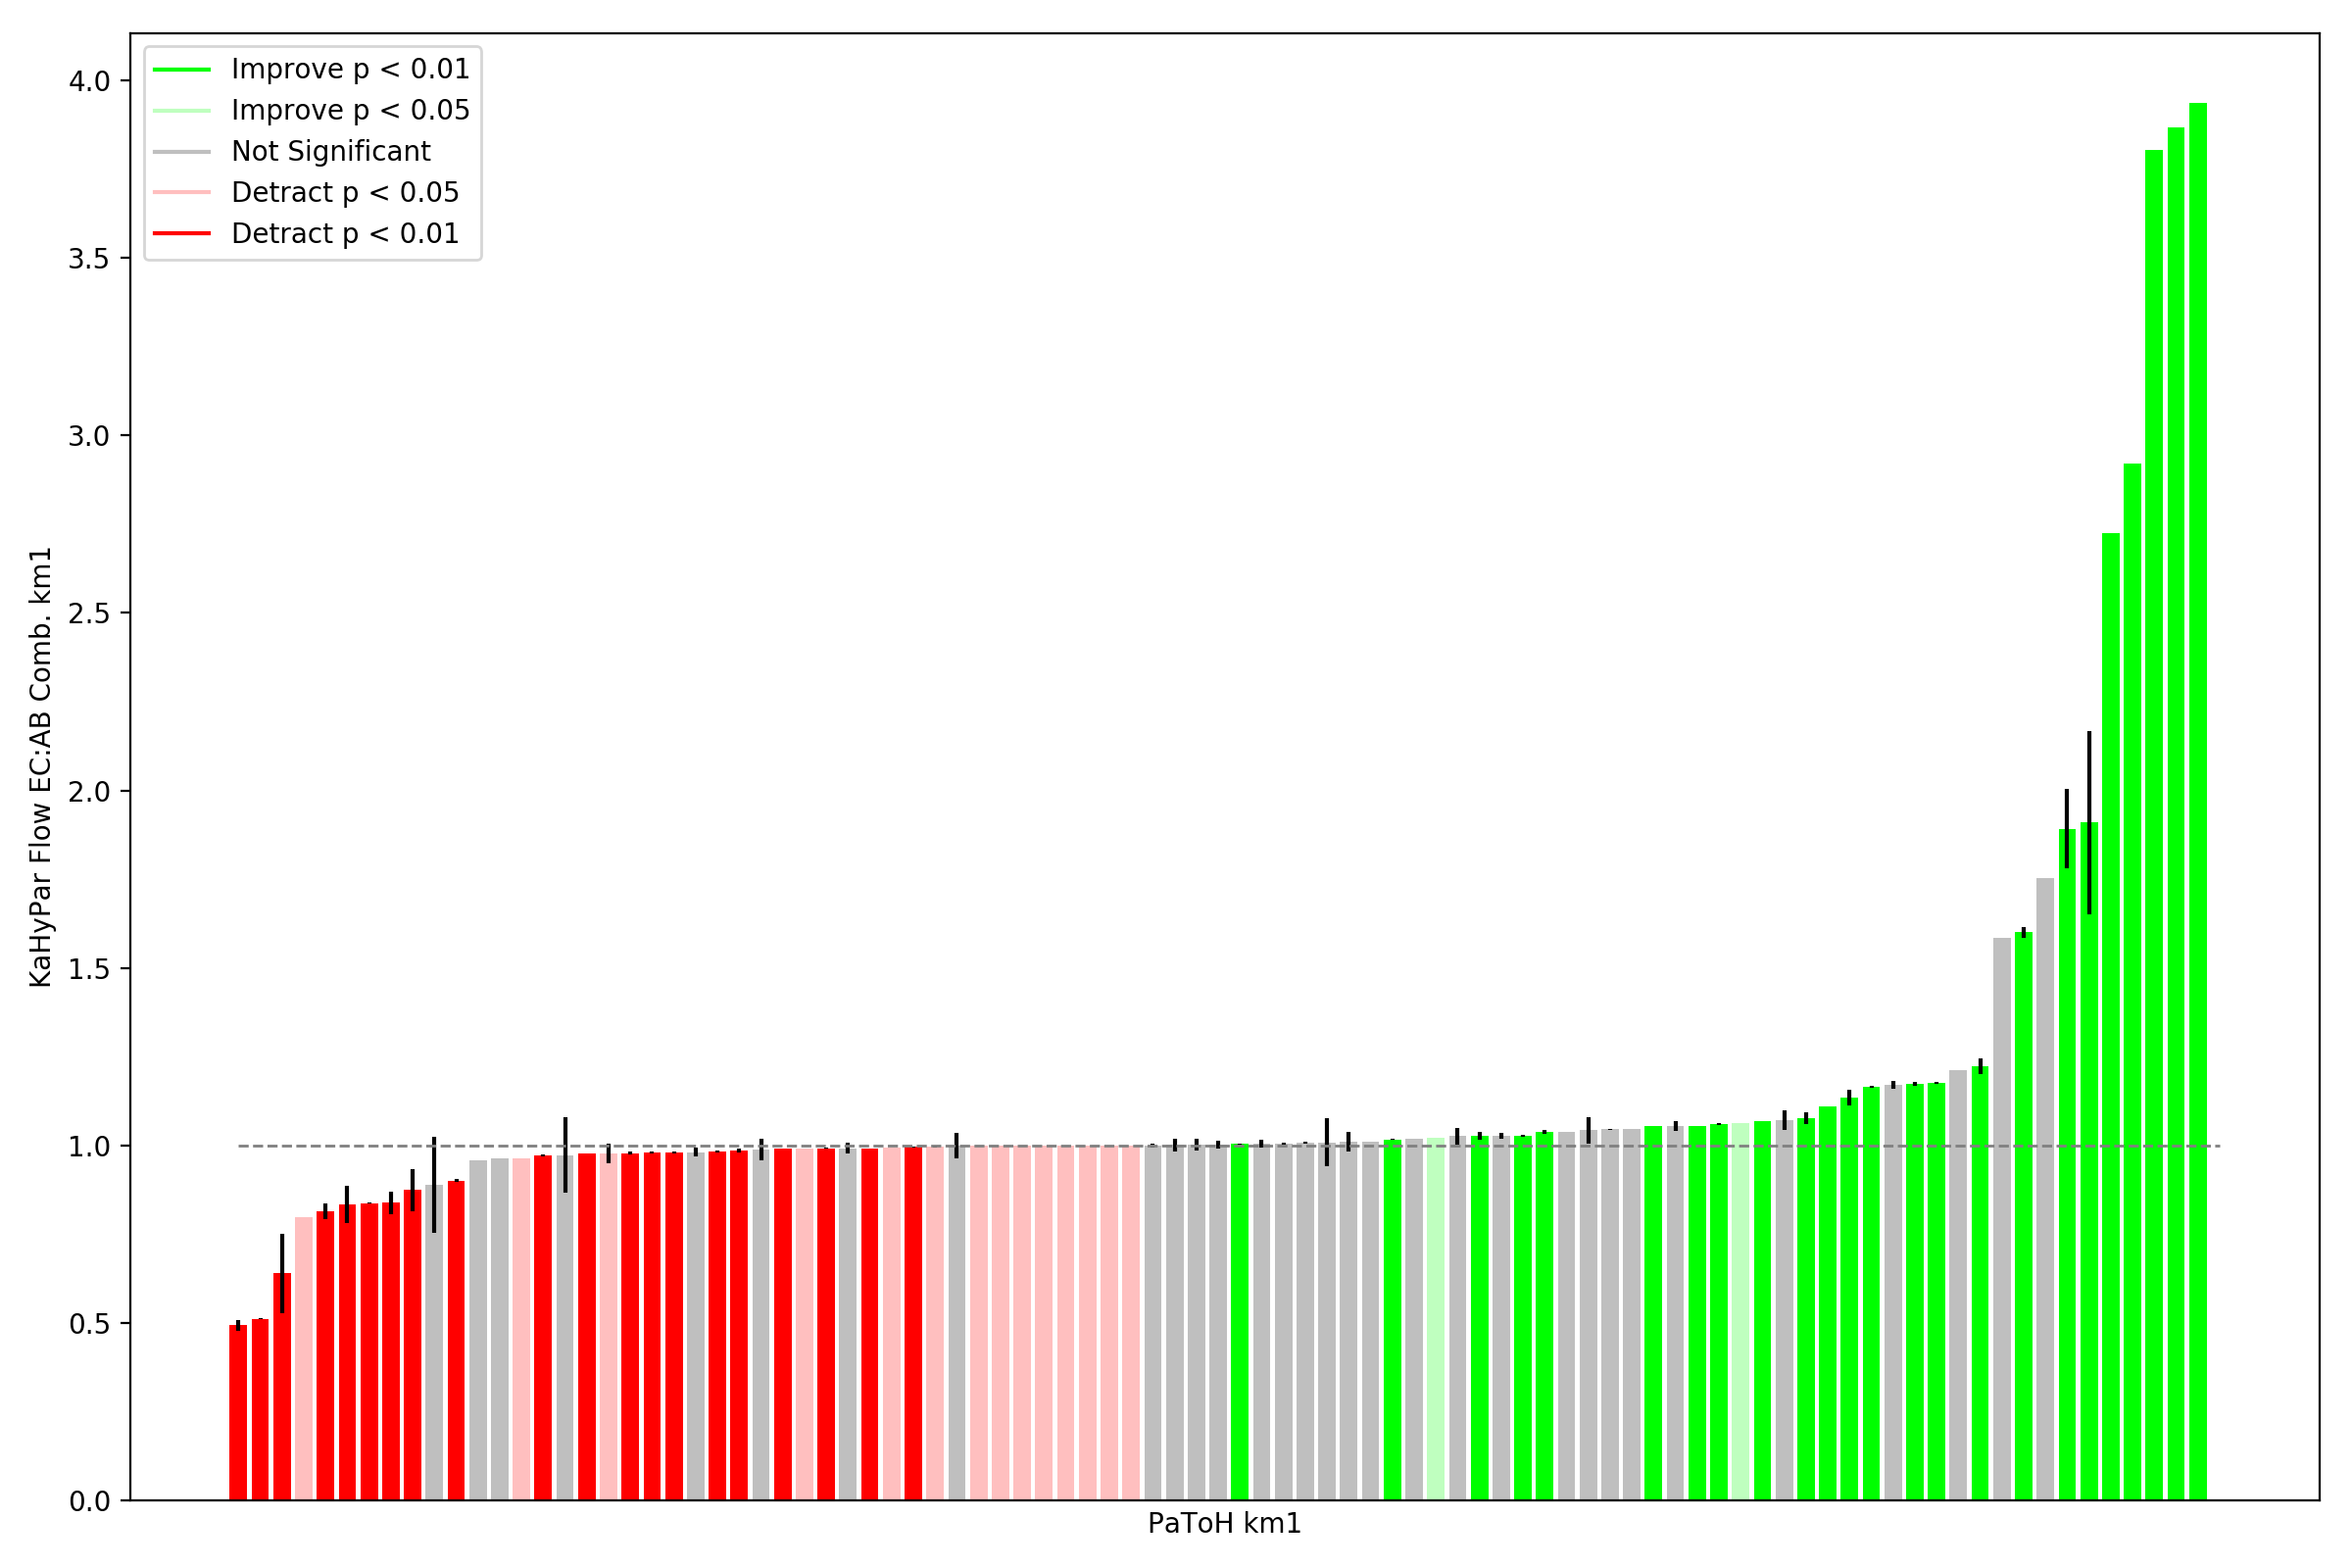 Improve p < 0.01
Improve p < 0.05
Not Significant
Detract p < 0.05
Detract p < 0.01
4.0
3.5
3.0
2.5
2.0
1.5
1.0
0.5
0.0
KaHyPar Flow EC:AB Comb. km1
PaToH km1